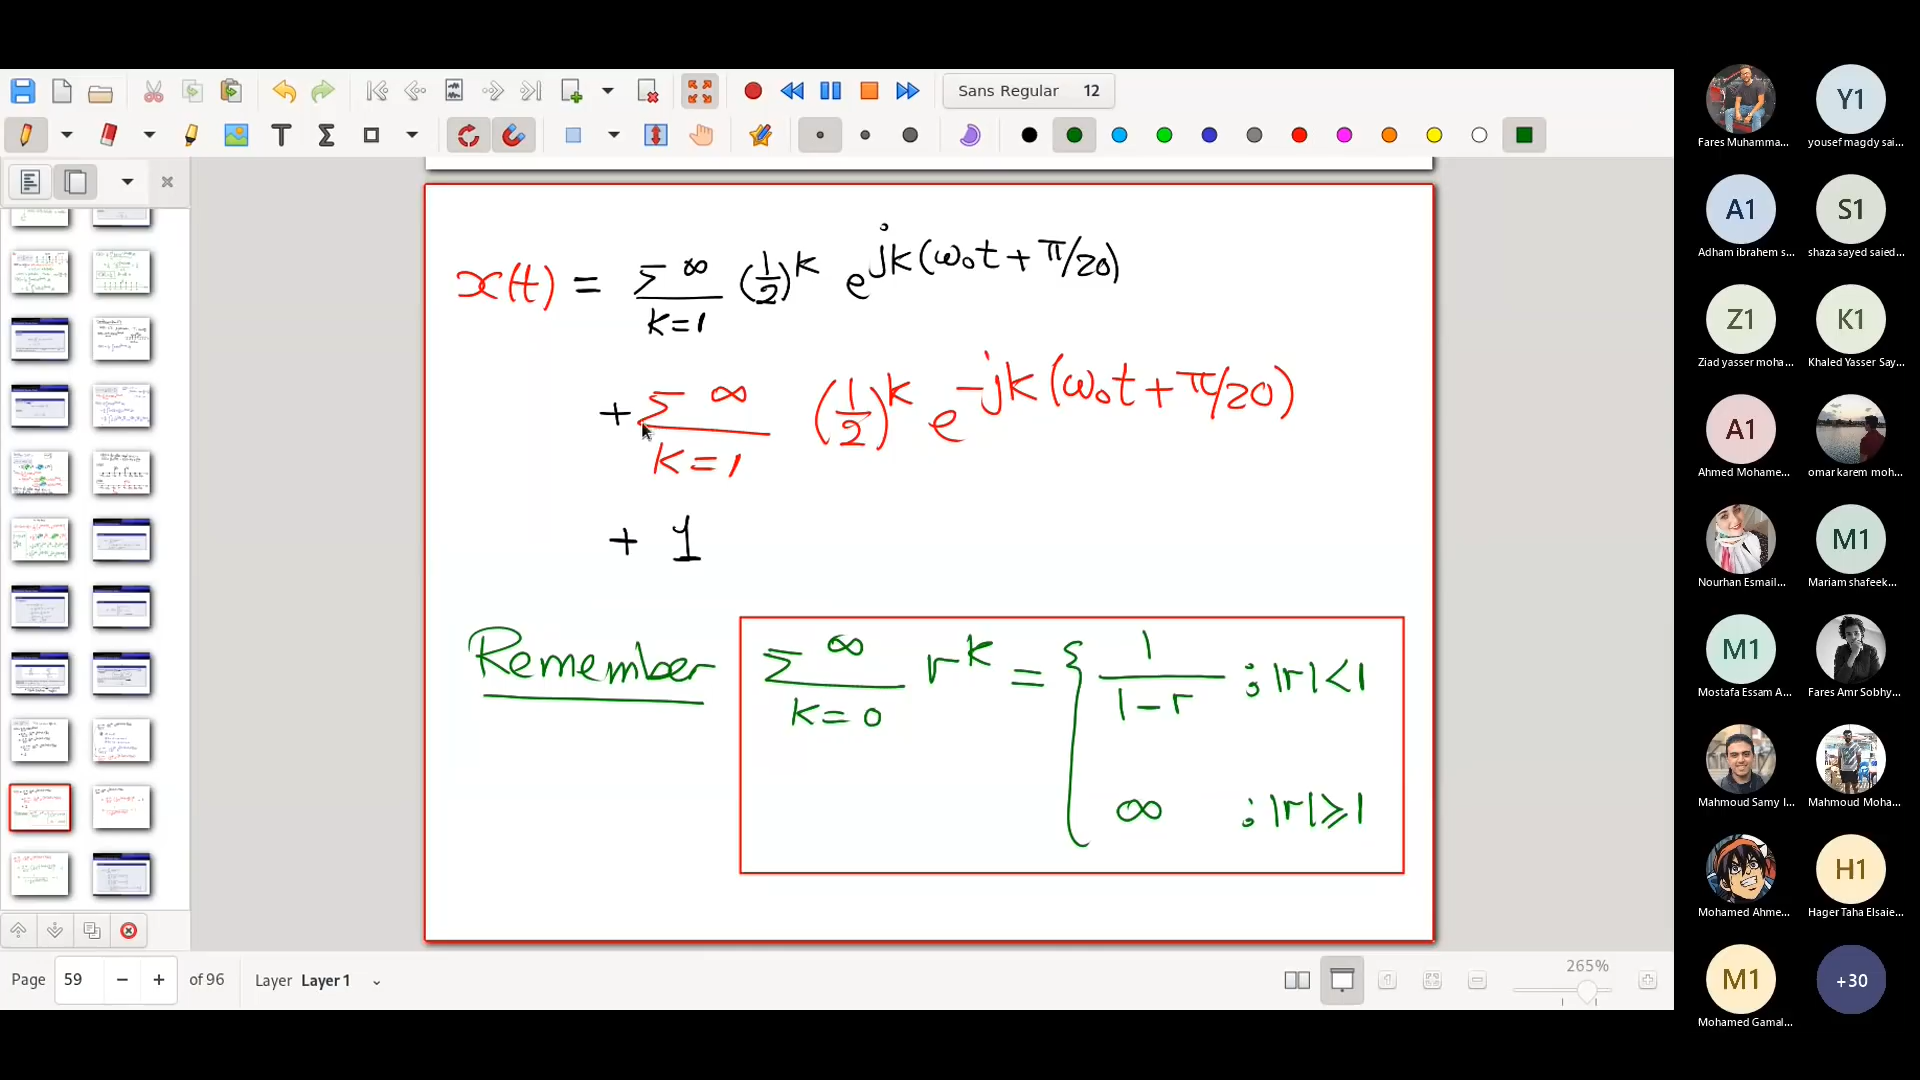 Sans Regular 12
x(t) = Σ ∞ k=1 (1/2)^k e^{jk(ω₀t + π/20)}
+ Σ ∞ k=1 (1/2)^k e^{-jk(ω₀t + π/20)}
+ 1
Remember
Σ ∞ k=0 r^k = { 1/(1-r) ; |r|<1
∞ ; |r|⩾1
Page 59 of 96 Layer Layer 1
265%
Fares Muhamma...
Y1
yousef magdy sai...
A1
Adham ibrahem s...
S1
shaza sayed saied...
Z1
Ziad yasser moha...
K1
Khaled Yasser Say...
A1
Ahmed Mohame...
omar karem moh...
Nourhan Esmail...
M1
Mariam shafeek...
M1
Mostafa Essam A...
Fares Amr Sobhy...
Mahmoud Samy I...
Mahmoud Moha...
Mohamed Ahme...
H1
Hager Taha Elsaie...
M1
Mohamed Gamal...
+30